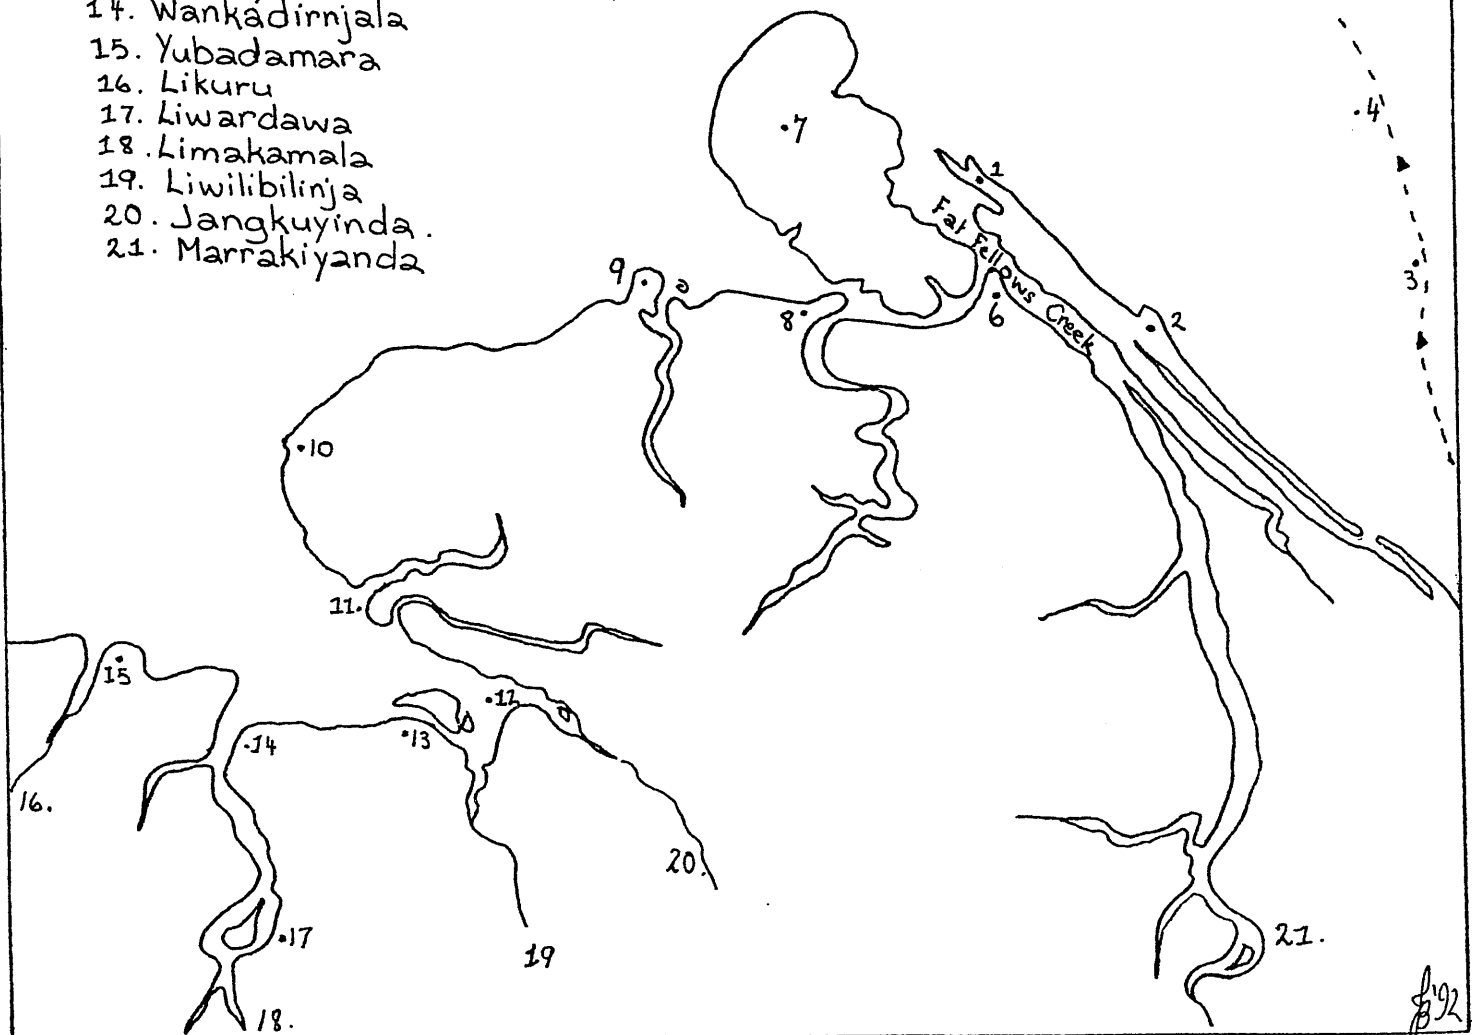 14. Wankadirnjala
15. Yubadamara
16. Likuru
17. Liwardawa
18. Limakamala
19. Liwilibilinja
20. Jangkuyinda.
21. Marrakiyanda
4
7
1
Fat Fellows Creek
9
3
8
6
2
10
11.
15
12
13
14
16.
20.
17
21.
19
18.
'92